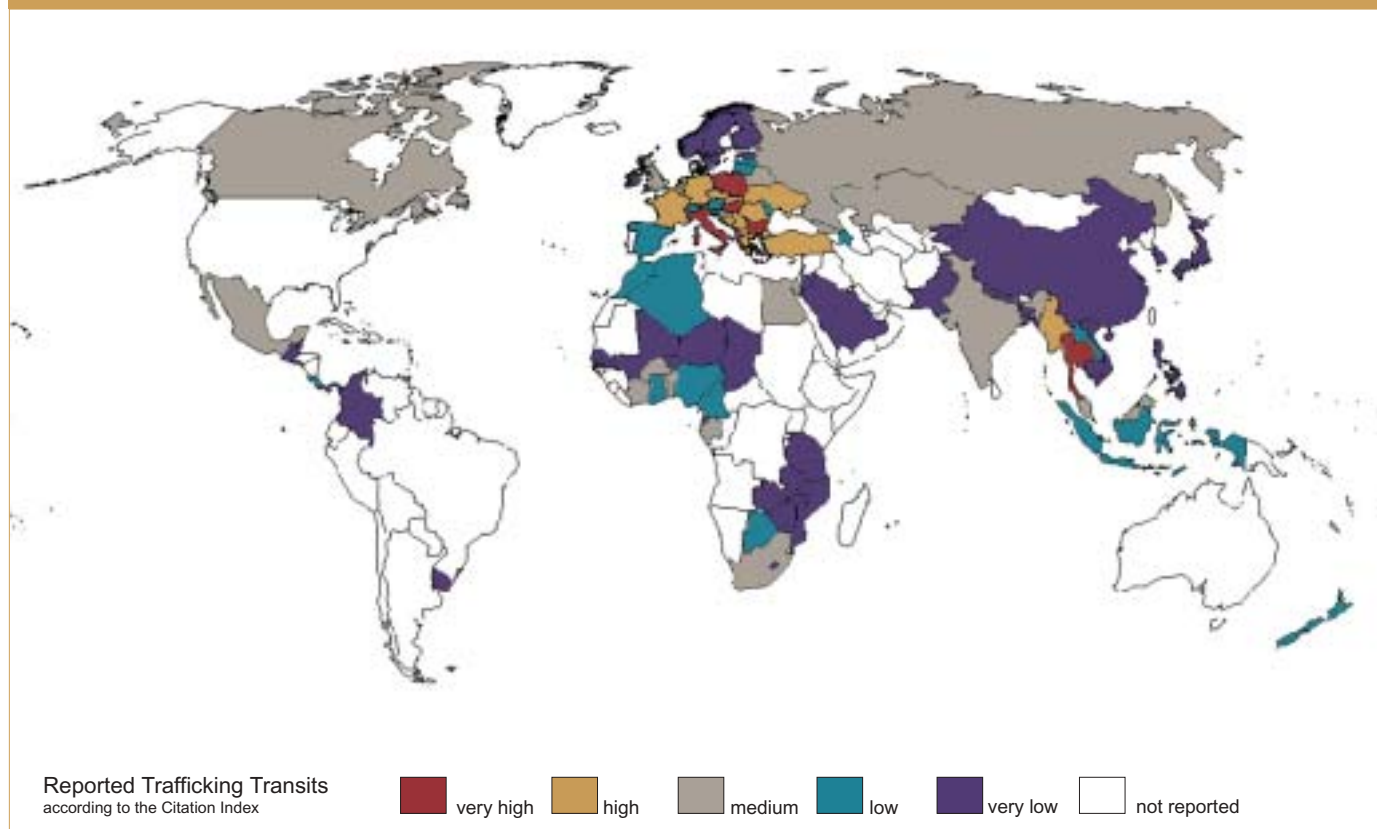 Reported Trafficking Transits
according to the Citation Index
very high
high
medium
low
very low
not reported